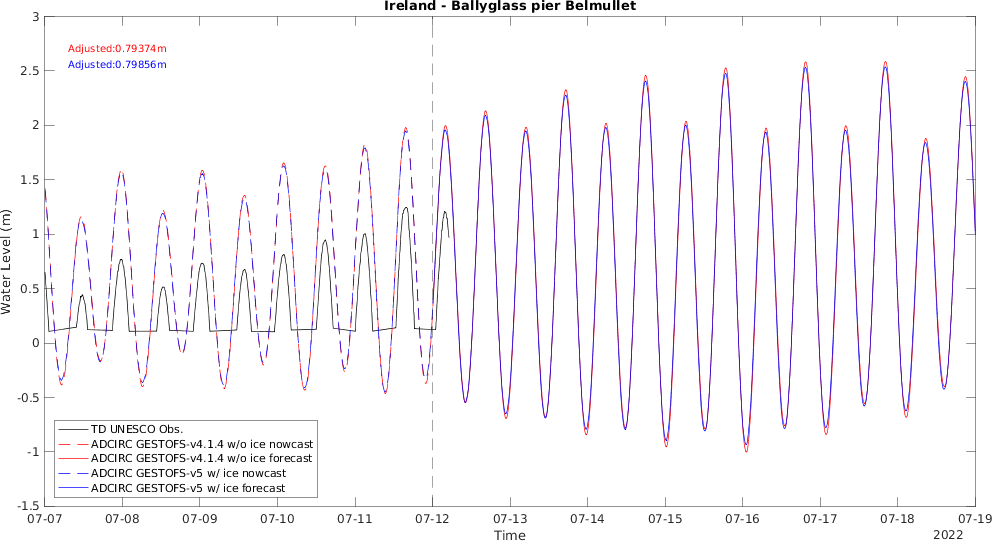 Ireland - Ballyglass pier Belmullet
Adjusted:0.79374m
Adjusted:0.79856m
Water Level (m)
3
2.5
2
1.5
1
0.5
0
-0.5
-1
-1.5
TD UNESCO Obs.
ADCIRC GESTOFS-v4.1.4 w/o ice nowcast
ADCIRC GESTOFS-v4.1.4 w/o ice forecast
ADCIRC GESTOFS-v5 w/ ice nowcast
ADCIRC GESTOFS-v5 w/ ice forecast
07-07 07-08 07-09 07-10 07-11 07-12 07-13 07-14 07-15 07-16 07-17 07-18 07-19
Time
2022